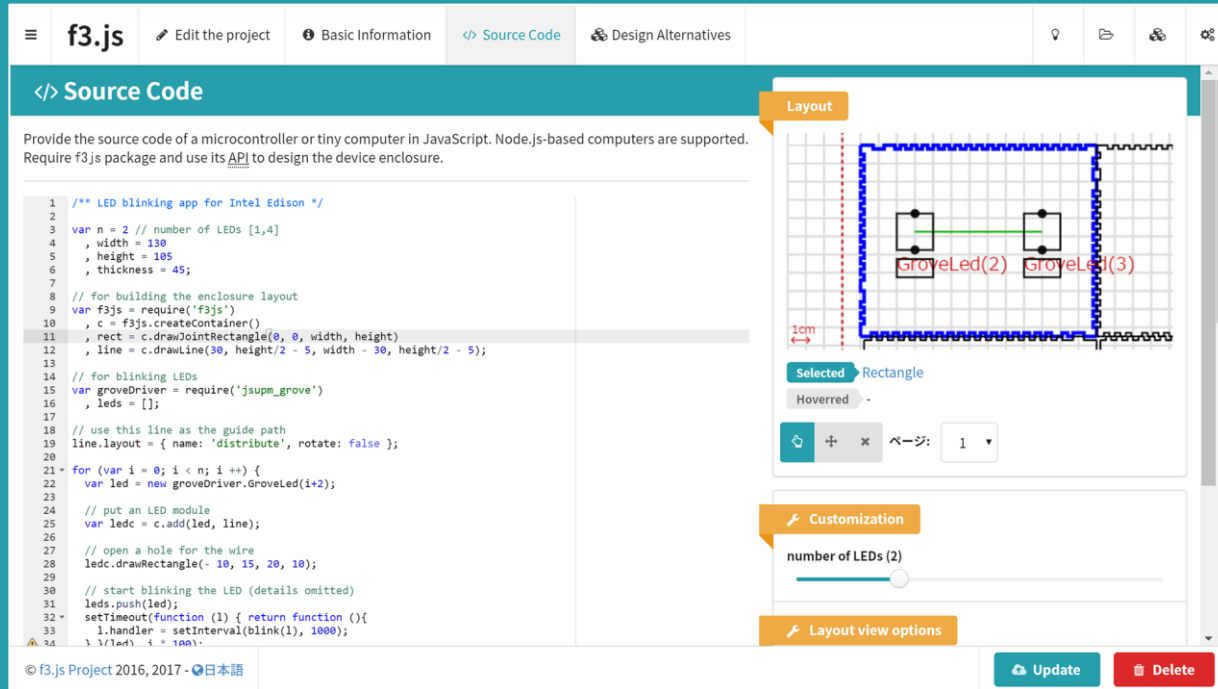 f3.js
Edit the project
Basic Information
</> Source Code
Design Alternatives
</> Source Code
Provide the source code of a microcontroller or tiny computer in JavaScript. Node.js-based computers are supported.
Require f3js package and use its API to design the device enclosure.
1 /** LED blinking app for Intel Edison */
2
3 var n = 2 // number of LEDs [1,4]
4 , width = 130
5 , height = 105
6 , thickness = 45;
7
8 // for building the enclosure layout
9 var f3js = require('f3js')
10 , c = f3js.createContainer()
11 , rect = c.drawJointRectangle(0, 0, width, height)
12 , line = c.drawLine(30, height/2 - 5, width - 30, height/2 - 5);
13
14 // for blinking LEDs
15 var groveDriver = require('jsupm_grove')
16 , leds = [];
17
18 // use this line as the guide path
19 line.layout = { name: 'distribute', rotate: false };
20
21 for (var i = 0; i < n; i ++) {
22 var led = new groveDriver.GroveLed(i+2);
23
24 // put an LED module
25 var ledc = c.add(led, line);
26
27 // open a hole for the wire
28 ledc.drawRectangle(- 10, 15, 20, 10);
29
30 // start blinking the LED (details omitted)
31 leds.push(led);
32 setTimeout(function (l) { return function (){
33 l.handler = setInterval(blink(l), 1000);
34 } }(led), i * 100);
Layout
GroveLed(2) GroveLed(3)
1cm
Selected Rectangle
Hoverred -
ページ: 1
Customization
number of LEDs (2)
Layout view options
© f3.js Project 2016, 2017 - 日本語
Update
Delete